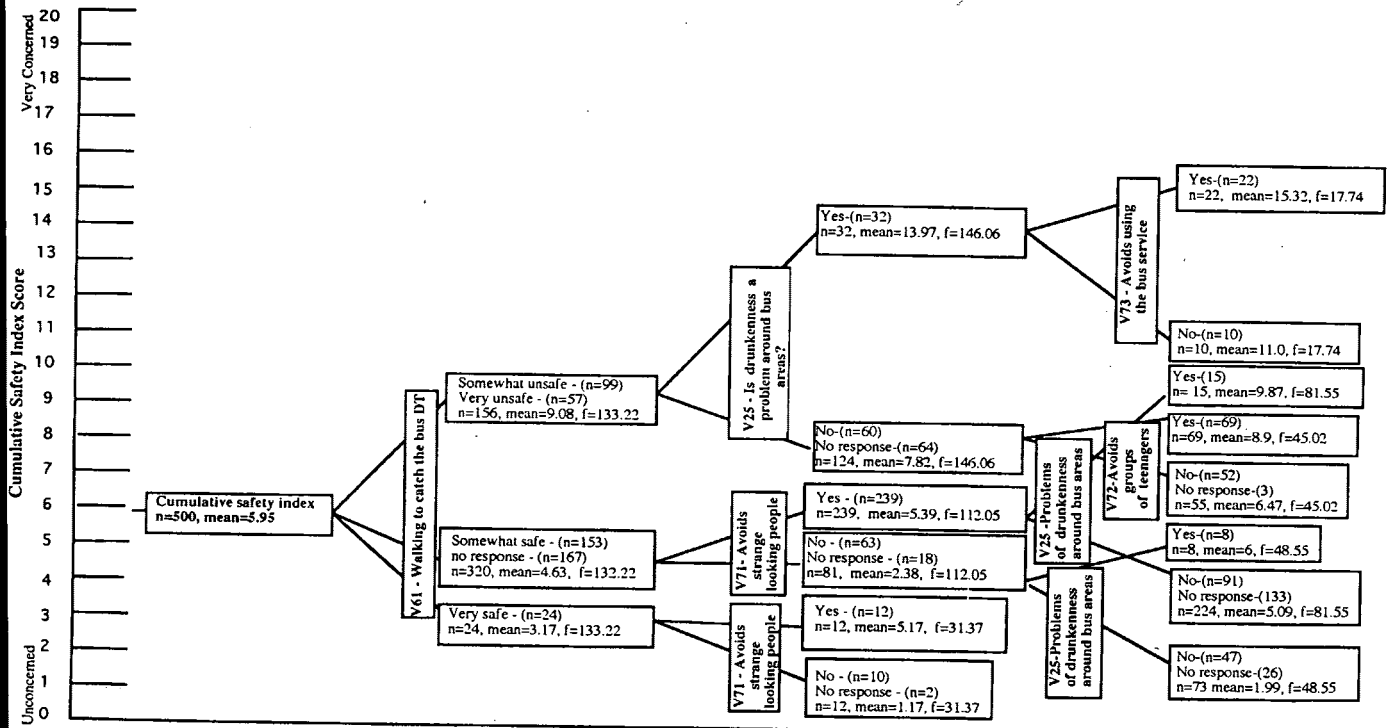 Cumulative Safety Index Score
Very Concerned
Unconcerned
20
19
18
17
16
15
14
13
12
11
10
9
8
7
6
5
4
3
2
1
0
Cumulative safety index
n=500, mean=5.95
V61 - Walking to catch the bus DT
Somewhat unsafe - (n=99)
Very unsafe - (n=57)
n=156, mean=9.08, f=133.22
Somewhat safe - (n=153)
no response - (n=167)
n=320, mean=4.63, f=132.22
Very safe - (n=24)
n=24, mean=3.17, f=133.22
V25 - Is drunkenness a
problem around bus
areas?
V71- Avoids
strange
looking people
V71 - Avoids
strange
looking people
Yes-(n=32)
n=32, mean=13.97, f=146.06
No-(n=60)
No response-(n=64)
n=124, mean=7.82, f=146.06
Yes - (n=239)
n=239, mean=5.39, f=112.05
No - (n=63)
No response - (n=18)
n=81, mean=2.38, f=112.05
Yes - (n=12)
n=12, mean=5.17, f=31.37
No - (n=10)
No response - (n=2)
n=12, mean=1.17, f=31.37
V73 - Avoids using
the bus service
V25 -Problems
of drunkenness
around bus areas
V72-Avoids
groups
of teenagers
V25-Problems
of drunkenness
around bus areas
Yes-(n=22)
n=22, mean=15.32, f=17.74
No-(n=10)
n=10, mean=11.0, f=17.74
Yes-(15)
n= 15, mean=9.87, f=81.55
Yes-(n=69)
n=69, mean=8.9, f=45.02
No-(n=52)
No response-(3)
n=55, mean=6.47, f=45.02
Yes-(n=8)
n=8, mean=6, f=48.55
No-(n=91)
No response-(133)
n=224, mean=5.09, f=81.55
No-(n=47)
No response-(26)
n=73 mean=1.99, f=48.55